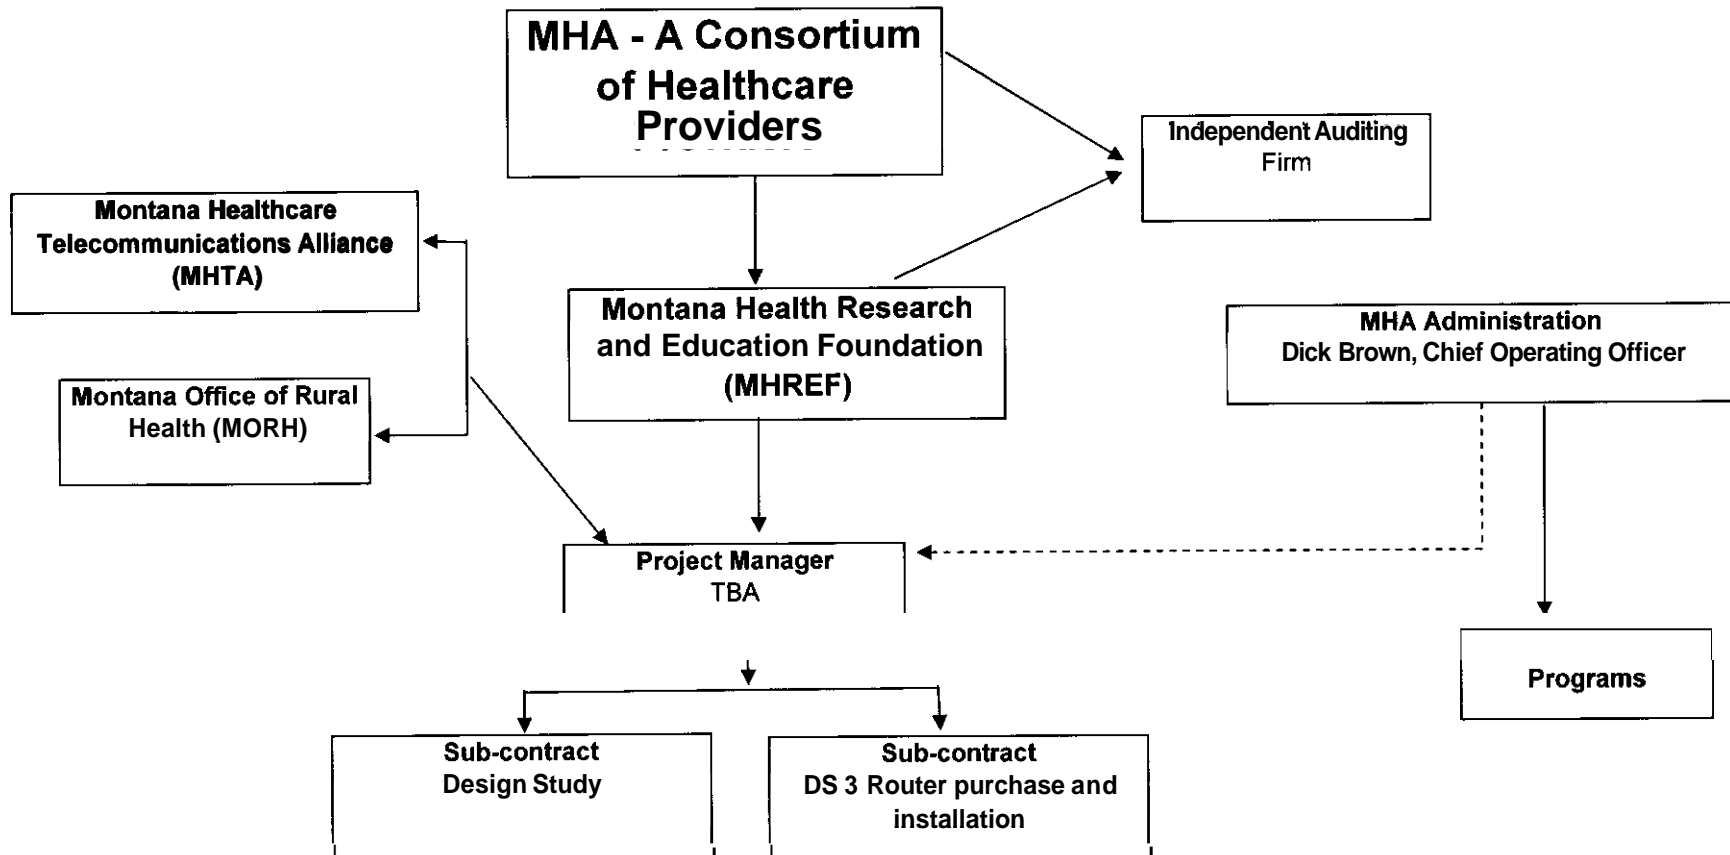 MHA - A Consortium
of Healthcare
Providers
Independent Auditing
Firm
Montana Healthcare
Telecommunications Alliance
(MHTA)
Montana Health Research
and Education Foundation
(MHREF)
MHA Administration
Dick Brown, Chief Operating Officer
Montana Office of Rural
Health (MORH)
Project Manager
TBA
Programs
Sub-contract
Design Study
Sub-contract
DS 3 Router purchase and
installation